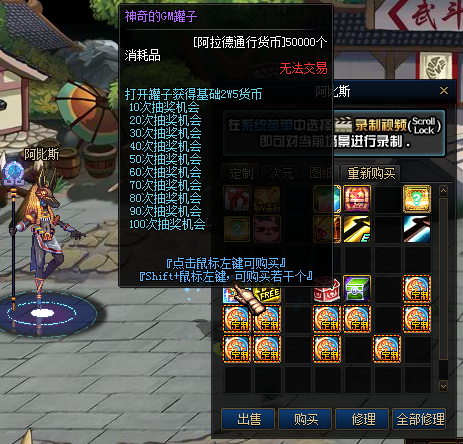 神奇的GM罐子
[阿拉德通行货币]50000个
消耗品
无法交易
打开罐子获得基础2W5货币
10次抽奖机会
20次抽奖机会
30次抽奖机会
40次抽奖机会
50次抽奖机会
60次抽奖机会
70次抽奖机会
80次抽奖机会
90次抽奖机会
100次抽奖机会
『点击鼠标左键可购买』
『Shift+鼠标左键,可购买若干个』
武斗
阿比斯
阿比斯
在系统菜单中选择 录制视频(Scroll Lock)
即可对当前场景进行录制.
定制 次元 图纸 重新购买
FREE
定制
定制 定制 定制
定制 定制 定制
出售 购买 修理 全部修理